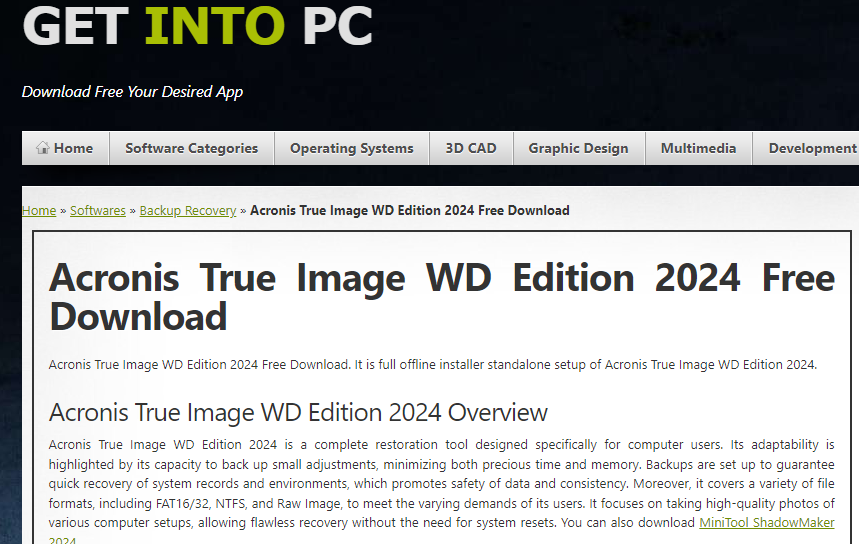 GET INTO PC
Download Free Your Desired App
Home
Software Categories
Operating Systems
3D CAD
Graphic Design
Multimedia
Development
Home » Softwares » Backup Recovery » Acronis True Image WD Edition 2024 Free Download
Acronis True Image WD Edition 2024 Free
Download
Acronis True Image WD Edition 2024 Free Download. It is full offline installer standalone setup of Acronis True Image WD Edition 2024.
Acronis True Image WD Edition 2024 Overview
Acronis True Image WD Edition 2024 is a complete restoration tool designed specifically for computer users. Its adaptability is
highlighted by its capacity to back up small adjustments, minimizing both precious time and memory. Backups are set up to guarantee
quick recovery of system records and environments, which promotes safety of data and consistency. Moreover, it covers a variety of file
formats, including FAT16/32, NTFS, and Raw Image, to meet the varying demands of its users. It focuses on taking high-quality photos of
various computer setups, allowing flawless recovery without the need for system resets. You can also download MiniTool ShadowMaker
2024